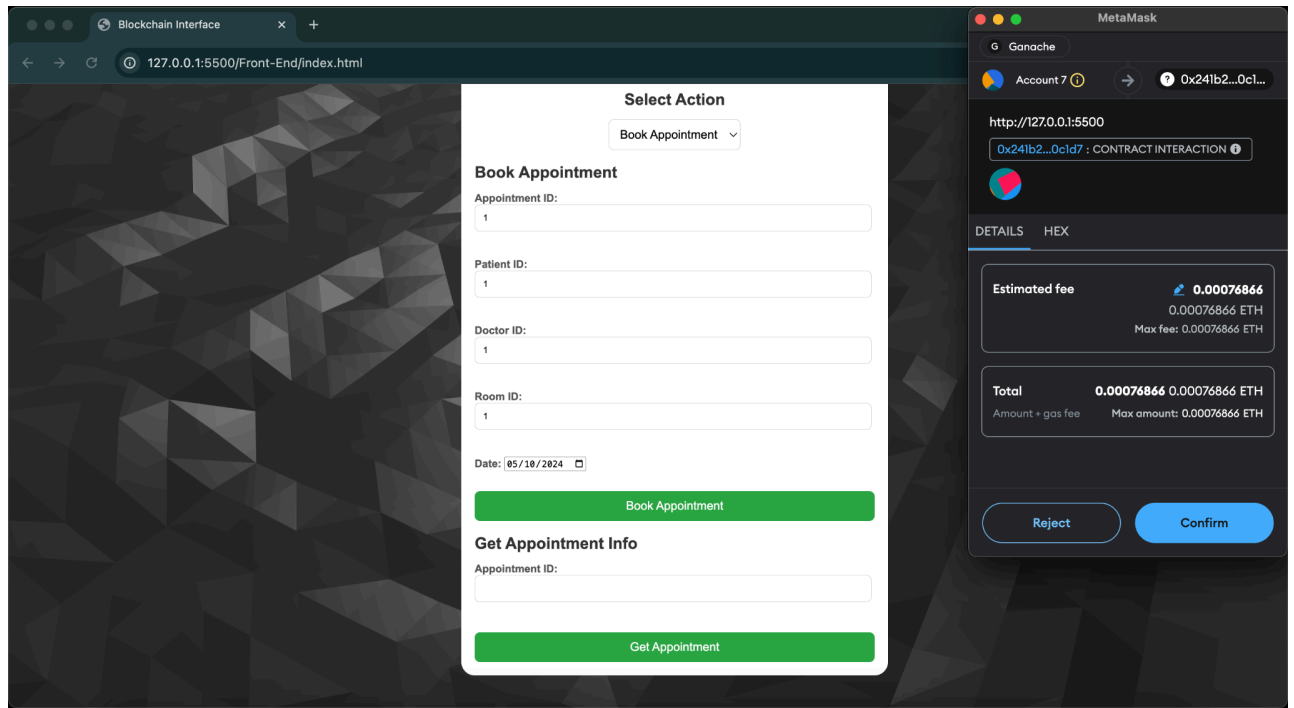 Blockchain Interface
127.0.0.1:5500/Front-End/index.html
Select Action
Book Appointment
Book Appointment
Appointment ID:
1
Patient ID:
1
Doctor ID:
1
Room ID:
1
Date: 05/10/2024
Book Appointment
Get Appointment Info
Appointment ID:
Get Appointment
MetaMask
G Ganache
Account 7 0x241b2...0c1...
http://127.0.0.1:5500
0x241b2...0c1d7 : CONTRACT INTERACTION
DETAILS HEX
Estimated fee 0.00076866
0.00076866 ETH
Max fee: 0.00076866 ETH
Total 0.00076866 0.00076866 ETH
Amount + gas fee Max amount: 0.00076866 ETH
Reject Confirm